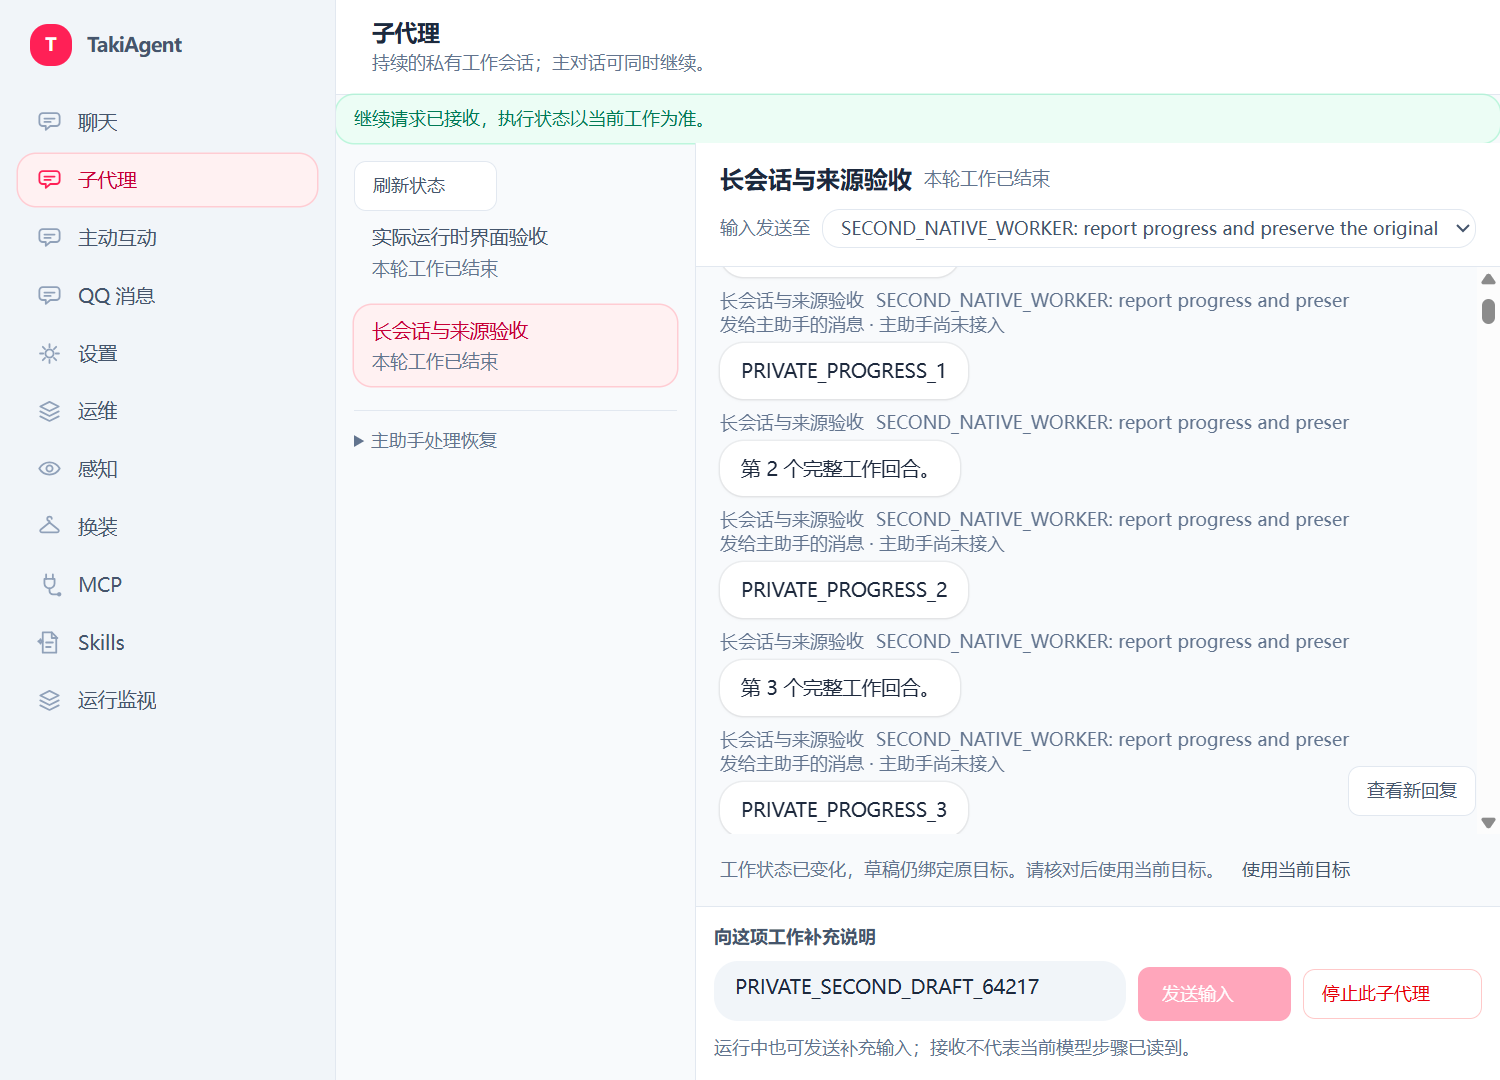 T TakiAgent
聊天
子代理
主动互动
QQ 消息
设置
运维
感知
换装
MCP
Skills
运行监视
子代理
持续的私有工作会话；主对话可同时继续。
继续请求已接收，执行状态以当前工作为准。
刷新状态
实际运行时界面验收
本轮工作已结束
长会话与来源验收
本轮工作已结束
主助手处理恢复
长会话与来源验收 本轮工作已结束
输入发送至 SECOND_NATIVE_WORKER: report progress and preserve the original
长会话与来源验收 SECOND_NATIVE_WORKER: report progress and preser
发给主助手的消息 · 主助手尚未接入
PRIVATE_PROGRESS_1
长会话与来源验收 SECOND_NATIVE_WORKER: report progress and preser
第 2 个完整工作回合。
长会话与来源验收 SECOND_NATIVE_WORKER: report progress and preser
发给主助手的消息 · 主助手尚未接入
PRIVATE_PROGRESS_2
长会话与来源验收 SECOND_NATIVE_WORKER: report progress and preser
第 3 个完整工作回合。
长会话与来源验收 SECOND_NATIVE_WORKER: report progress and preser
发给主助手的消息 · 主助手尚未接入
PRIVATE_PROGRESS_3
查看新回复
工作状态已变化，草稿仍绑定原目标。请核对后使用当前目标。 使用当前目标
向这项工作补充说明
PRIVATE_SECOND_DRAFT_64217
发送输入
停止此子代理
运行中也可发送补充输入；接收不代表当前模型步骤已读到。